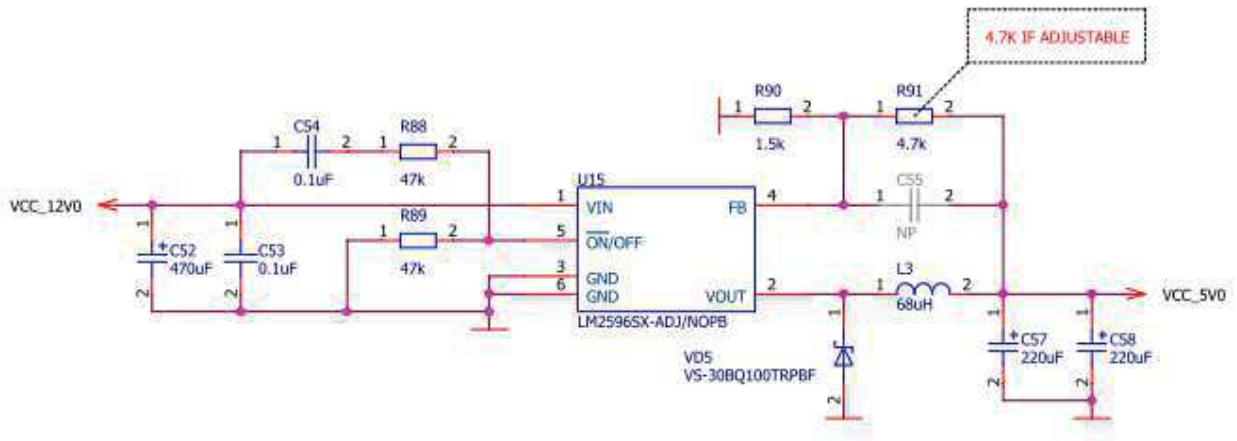 4.7K IF ADJUSTABLE
R90
1 2
1.5k
R91
1 2
4.7k
C54
1 2
0.1uF
R88
1 2
47k
VCC_12V0
1
C52
470uF
2
1
C53
0.1uF
2
R89
1 2
47k
U15
1 VIN
5 ON/OFF
3 GND
6 GND
FB 4
VOUT 2
LM2596SX-ADJ/NOPB
C55
1 2
NP
L3
1 2
68uH
VCC_5V0
1
VD5
VS-30BQ100TRPBF
2
1
C57
220uF
2
1
C58
220uF
2